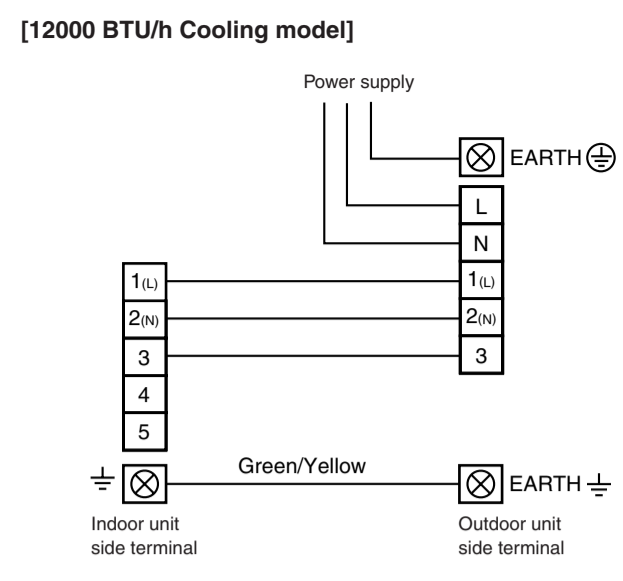 [12000 BTU/h Cooling model]
Power supply
EARTH
L
N
1(L) 1(L)
2(N) 2(N)
3 3
4
5
Green/Yellow
EARTH
Indoor unit
side terminal
Outdoor unit
side terminal